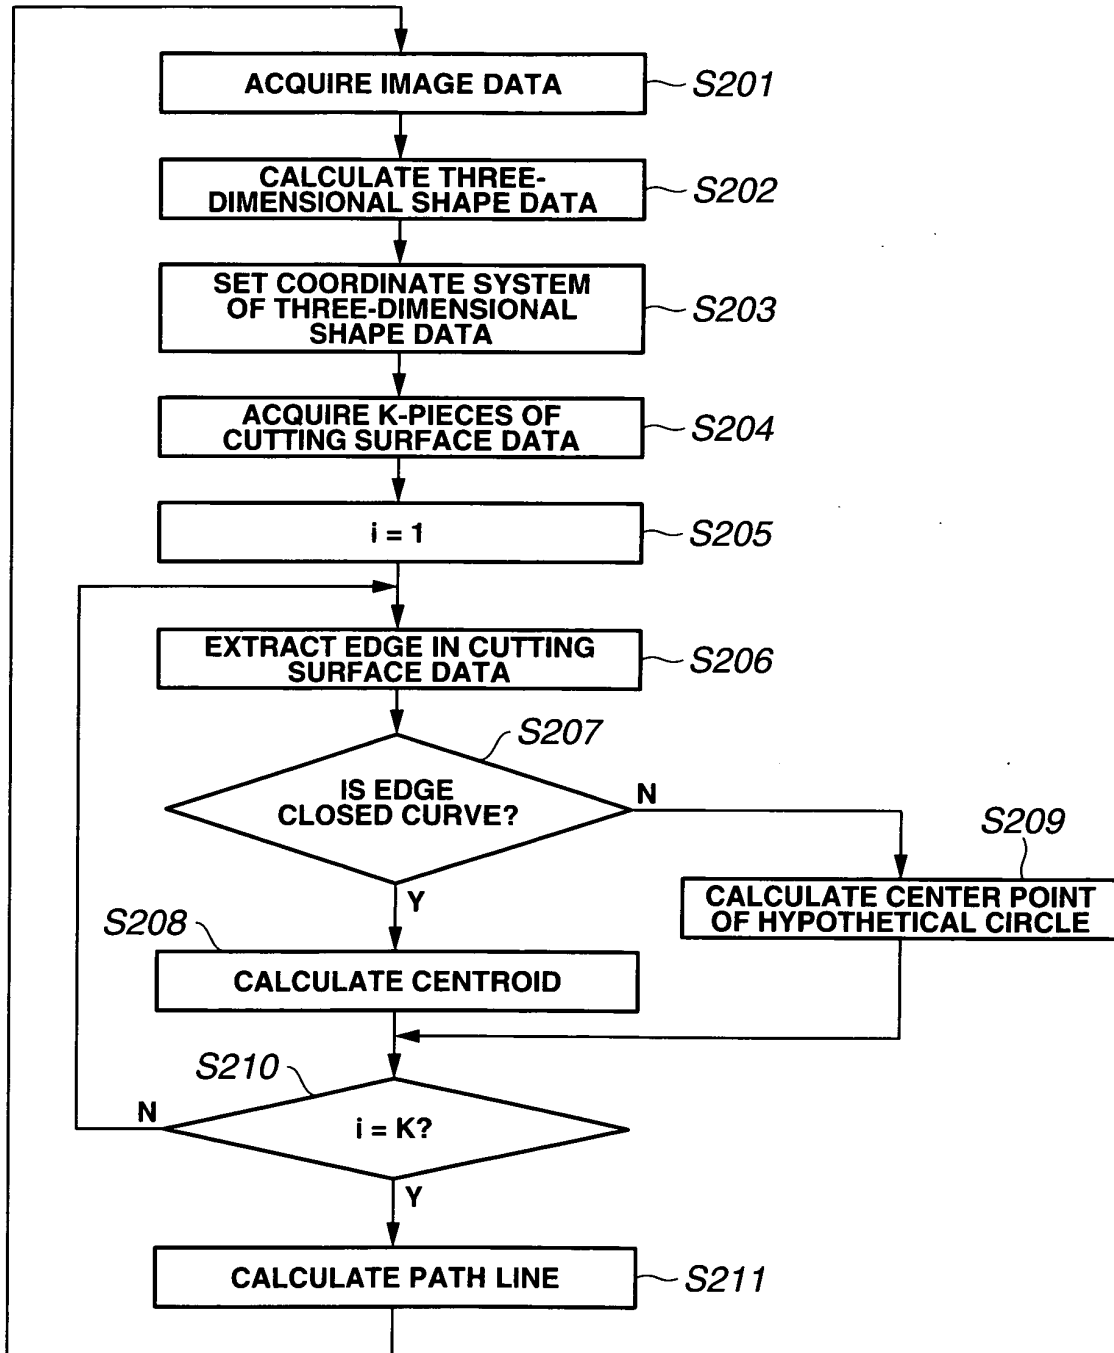 ACQUIRE IMAGE DATA
S201
CALCULATE THREE-
DIMENSIONAL SHAPE DATA
S202
SET COORDINATE SYSTEM
OF THREE-DIMENSIONAL
SHAPE DATA
S203
ACQUIRE K-PIECES OF
CUTTING SURFACE DATA
S204
i = 1
S205
EXTRACT EDGE IN CUTTING
SURFACE DATA
S206
S207
IS EDGE
CLOSED CURVE?
N
Y
S209
CALCULATE CENTER POINT
OF HYPOTHETICAL CIRCLE
S208
CALCULATE CENTROID
S210
i = K?
N
Y
CALCULATE PATH LINE
S211